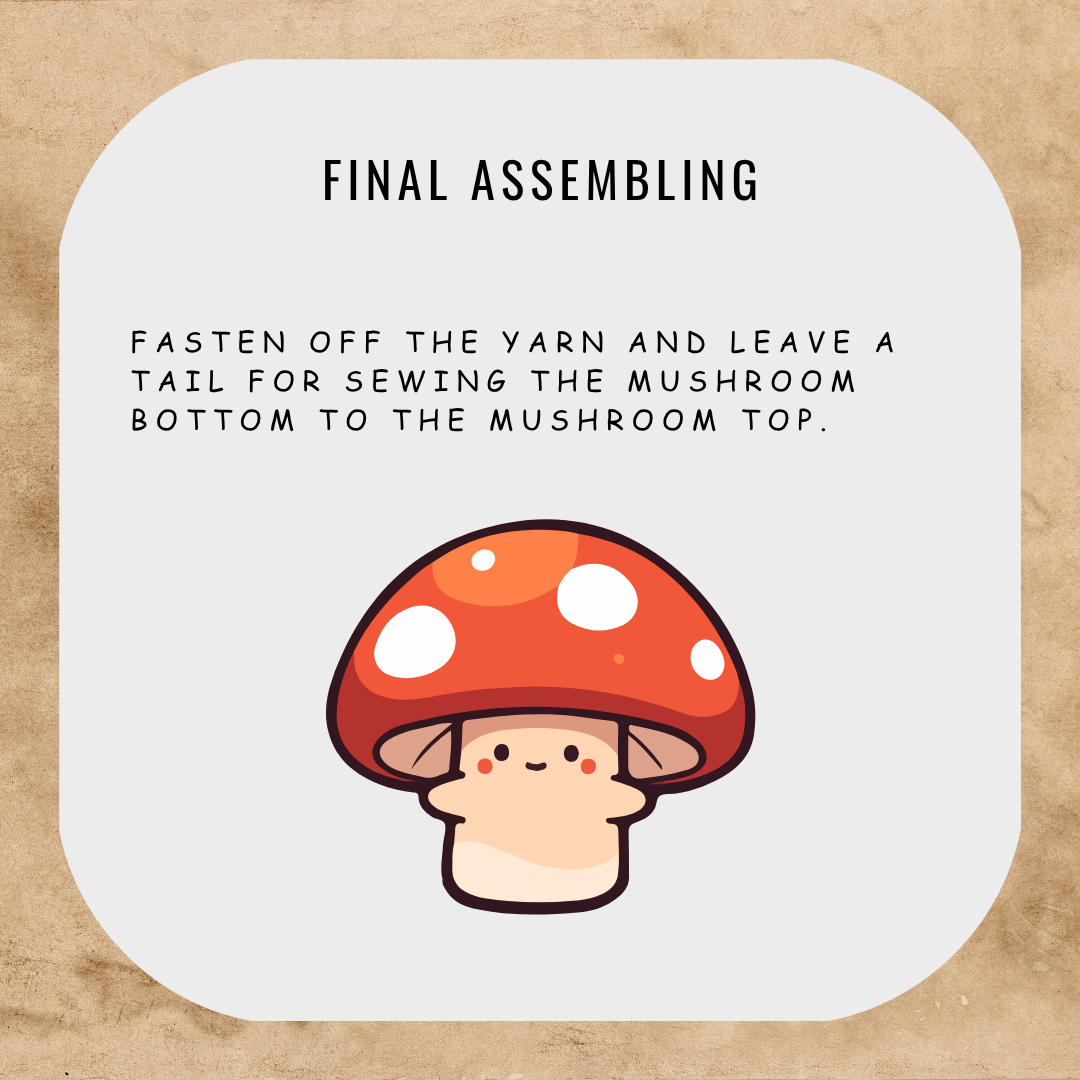 FINAL ASSEMBLING
FASTEN OFF THE YARN AND LEAVE A
TAIL FOR SEWING THE MUSHROOM
BOTTOM TO THE MUSHROOM TOP.